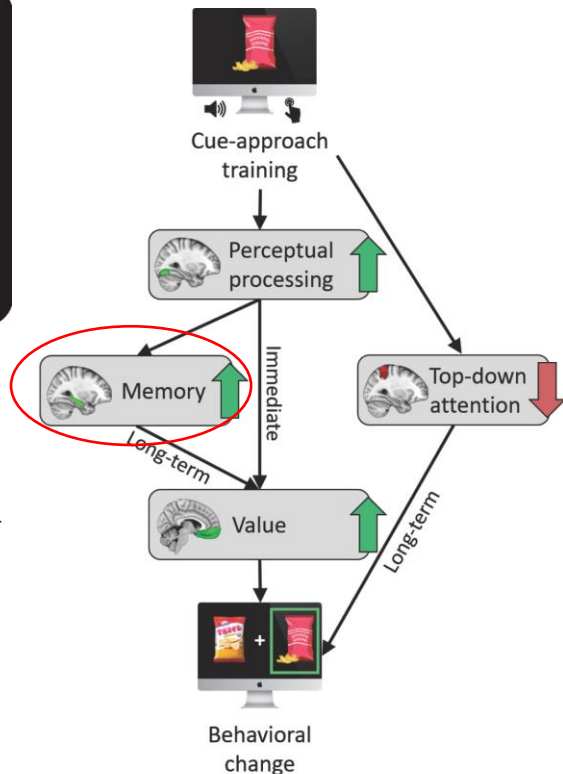 Cue-approach
training
Perceptual
processing
Memory
Immediate
Top-down
attention
Long-term
Value
Long-term
+
Behavioral
change